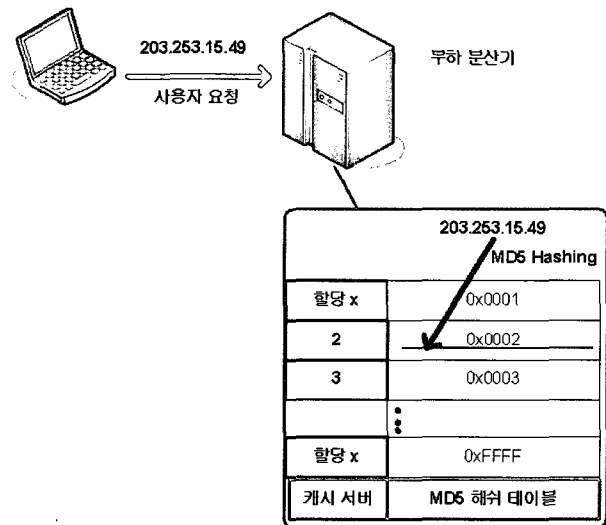 203.253.15.49
사용자 요청
부하 분산기
203.253.15.49
MD5 Hashing
할당 x 0x0001
2 0x0002
3 0x0003
할당 x 0xFFFF
캐시 서버 MD5 해쉬 테이블